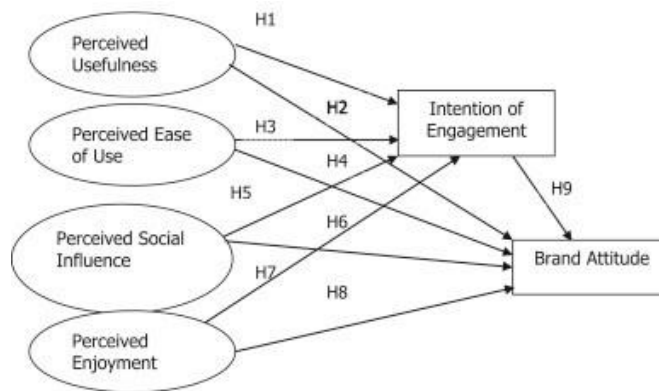 H1
Perceived
Usefulness
H2
Intention of
Engagement
Perceived Ease
of Use
H3
H4
H5
H9
Perceived Social
Influence
H6
Brand Attitude
H7
H8
Perceived
Enjoyment